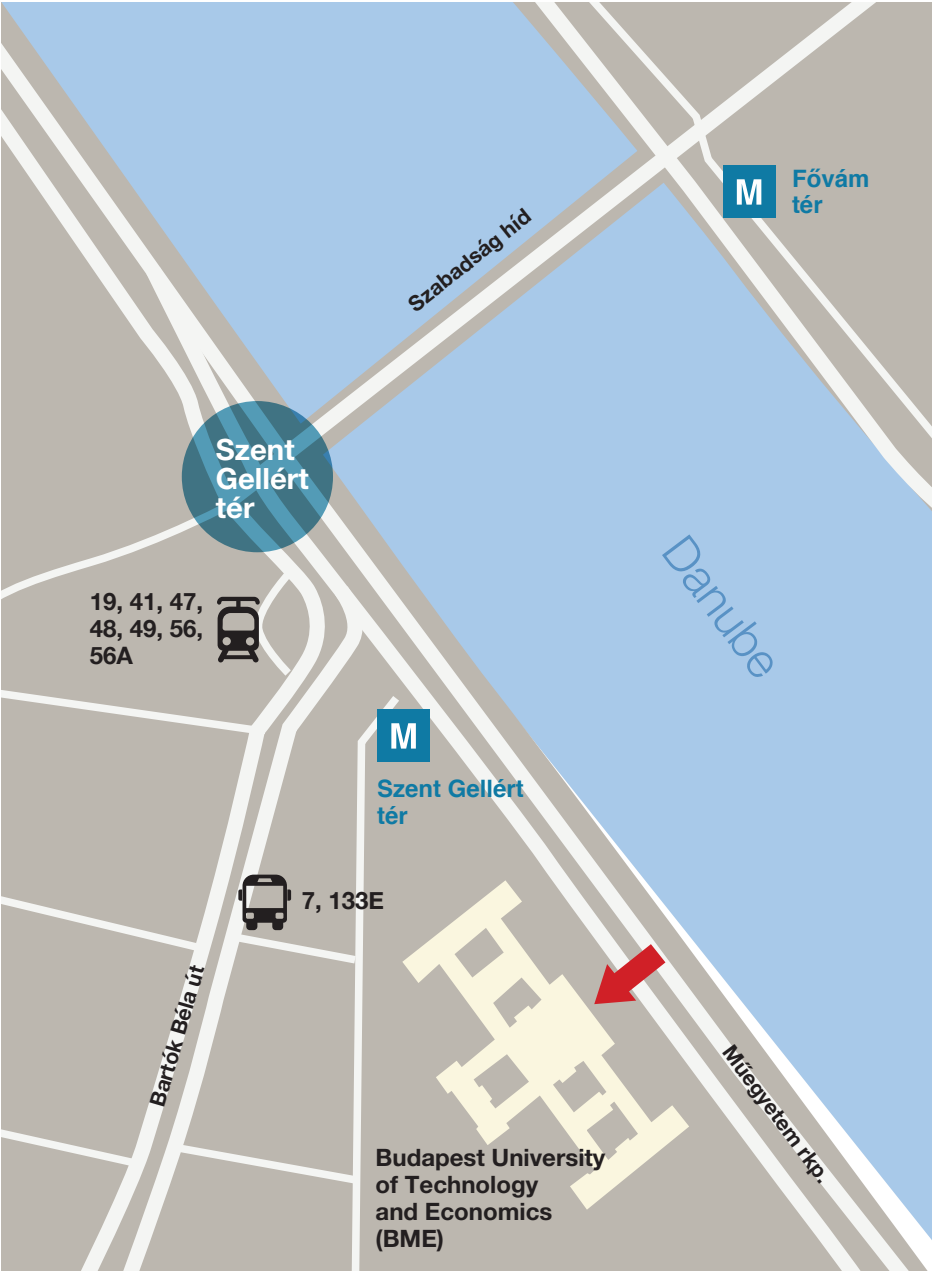 M
Fővám
tér
Szabadság híd
Szent
Gellért
tér
Danube
19, 41, 47,
48, 49, 56,
56A
M
Szent Gellért
tér
7, 133E
Bartók Béla út
Műegyetem rkp.
Budapest University
of Technology
and Economics
(BME)